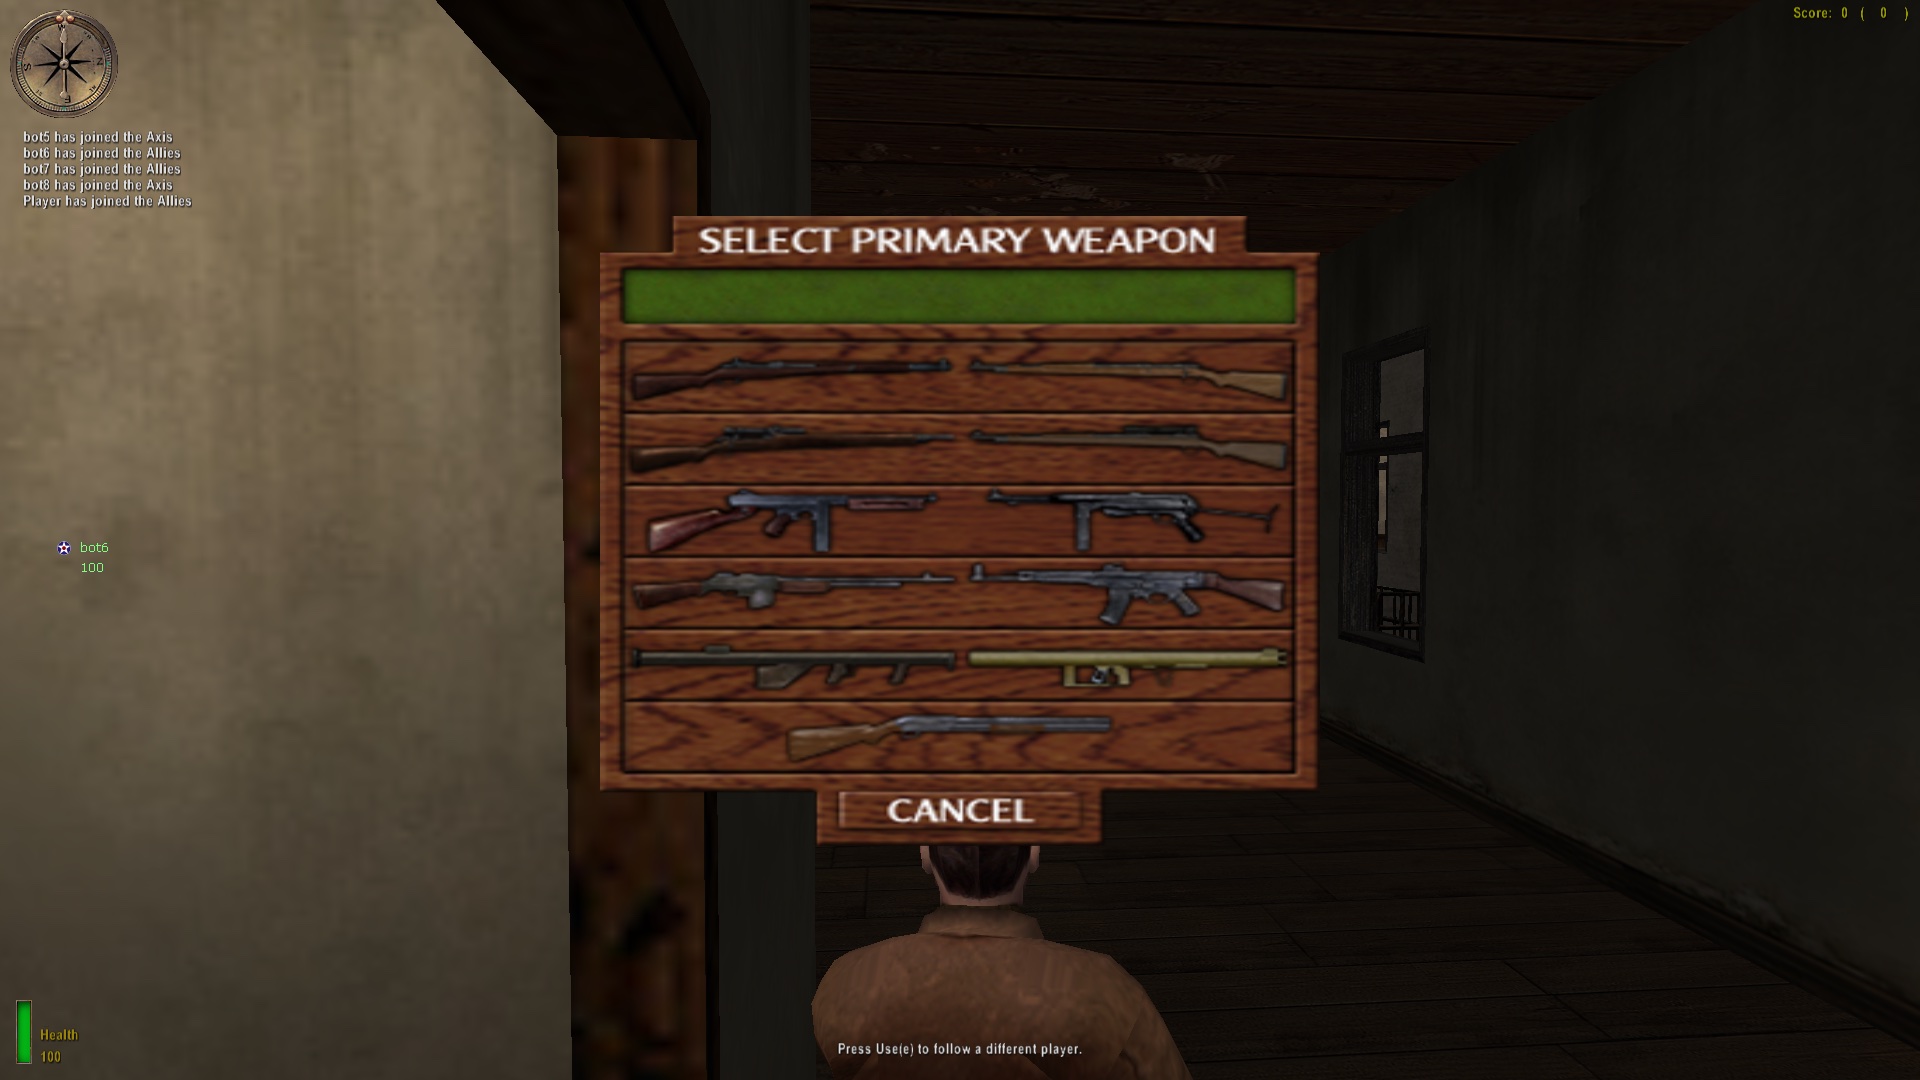 Score: 0 ( 0 )
bot5 has joined the Axis
bot6 has joined the Allies
bot7 has joined the Allies
bot8 has joined the Axis
Player has joined the Allies
SELECT PRIMARY WEAPON
bot6
100
CANCEL
Health
100
Press Use(e) to follow a different player.